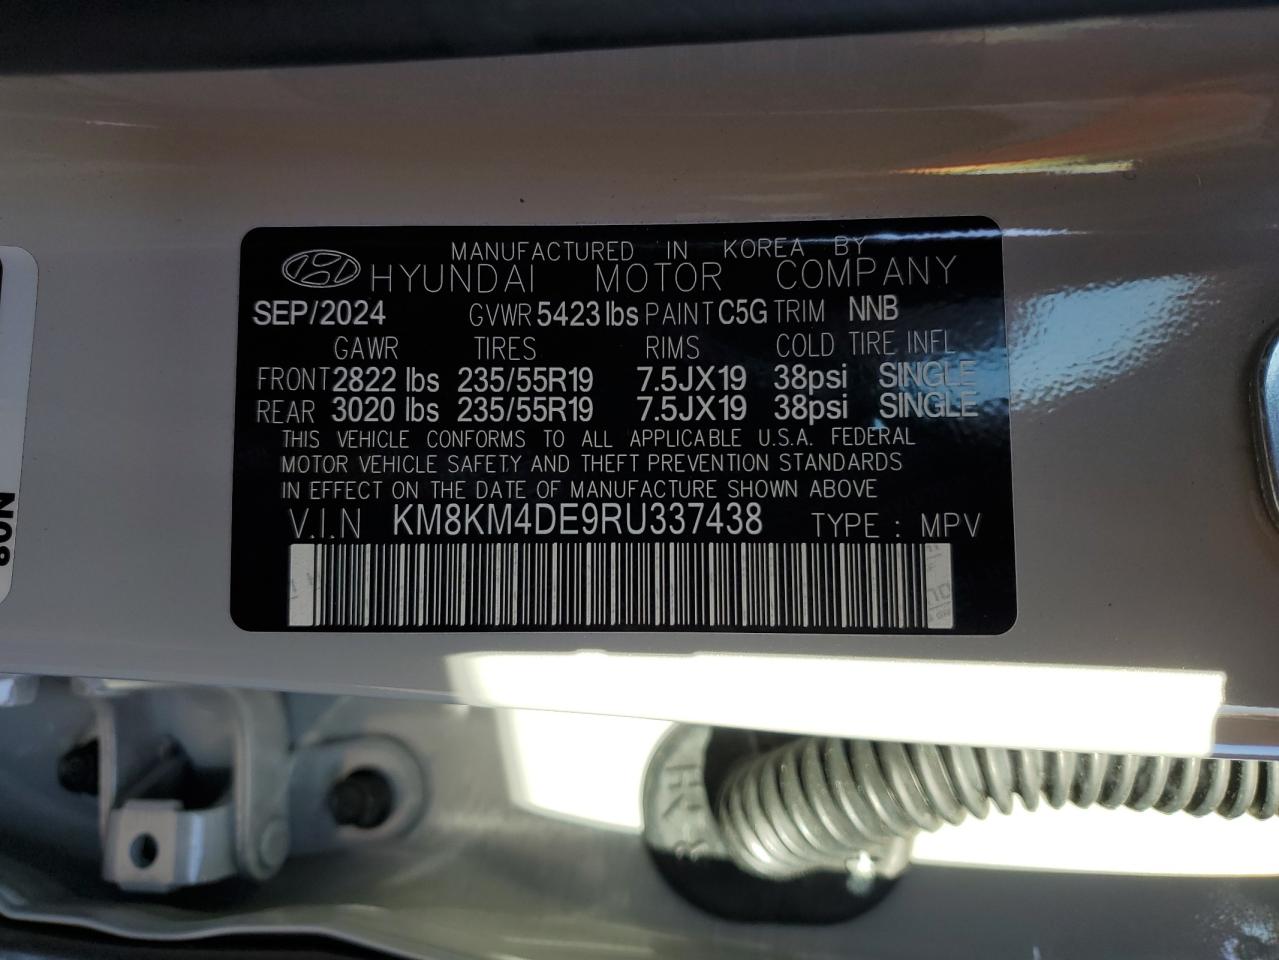 MANUFACTURED IN KOREA BY
HYUNDAI MOTOR COMPANY
SEP/2024 GVWR 5423 lbs PAINT C5G TRIM NNB
GAWR TIRES RIMS COLD TIRE INFL
FRONT 2822 lbs 235/55R19 7.5JX19 38psi SINGLE
REAR 3020 lbs 235/55R19 7.5JX19 38psi SINGLE
THIS VEHICLE CONFORMS TO ALL APPLICABLE U.S.A. FEDERAL
MOTOR VEHICLE SAFETY AND THEFT PREVENTION STANDARDS
IN EFFECT ON THE DATE OF MANUFACTURE SHOWN ABOVE
V.I.N KM8KM4DE9RU337438 TYPE : MPV